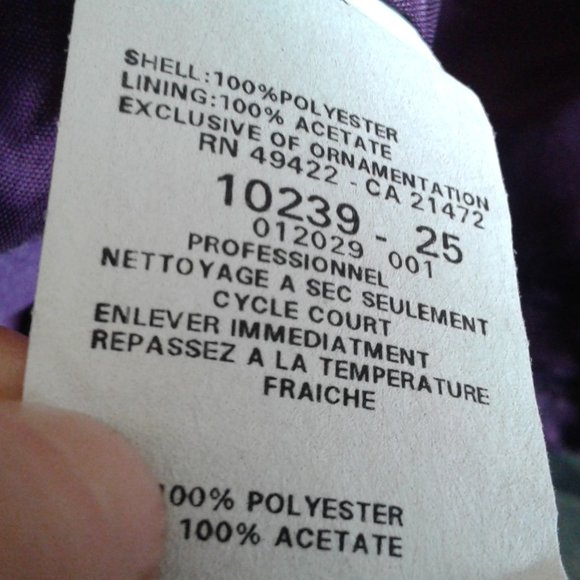 SHELL:100%POLYESTER
LINING:100% ACETATE
EXCLUSIVE OF ORNAMENTATION
RN 49422 - CA 21472
10239 - 25
012029 001
PROFESSIONNEL
NETTOYAGE A SEC SEULEMENT
CYCLE COURT
ENLEVER IMMEDIATMENT
REPASSEZ A LA TEMPERATURE
FRAICHE
100% POLYESTER
100% ACETATE